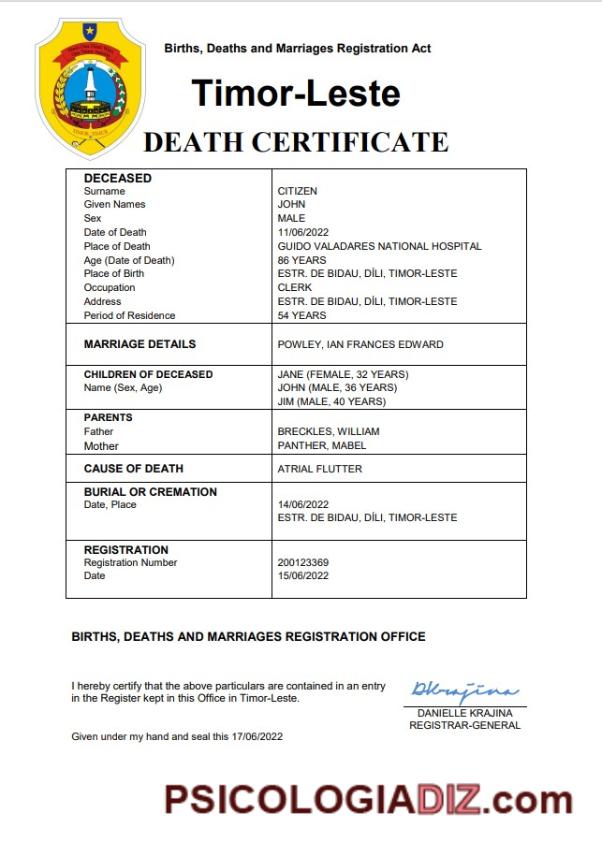 Births, Deaths and Marriages Registration Act
Timor-Leste
DEATH CERTIFICATE
DECEASED
Surname CITIZEN
Given Names JOHN
Sex MALE
Date of Death 11/06/2022
Place of Death GUIDO VALADARES NATIONAL HOSPITAL
Age (Date of Death) 86 YEARS
Place of Birth ESTR. DE BIDAU, DÍLI, TIMOR-LESTE
Occupation CLERK
Address ESTR. DE BIDAU, DÍLI, TIMOR-LESTE
Period of Residence 54 YEARS
MARRIAGE DETAILS POWLEY, IAN FRANCES EDWARD
CHILDREN OF DECEASED JANE (FEMALE, 32 YEARS)
Name (Sex, Age) JOHN (MALE, 36 YEARS)
JIM (MALE, 40 YEARS)
PARENTS
Father BRECKLES, WILLIAM
Mother PANTHER, MABEL
CAUSE OF DEATH ATRIAL FLUTTER
BURIAL OR CREMATION
Date, Place 14/06/2022
ESTR. DE BIDAU, DÍLI, TIMOR-LESTE
REGISTRATION
Registration Number 200123369
Date 15/06/2022
BIRTHS, DEATHS AND MARRIAGES REGISTRATION OFFICE
I hereby certify that the above particulars are contained in an entry
in the Register kept in this Office in Timor-Leste.
DKrajina
DANIELLE KRAJINA
REGISTRAR-GENERAL
Given under my hand and seal this 17/06/2022
PSICOLOGIADIZ.com